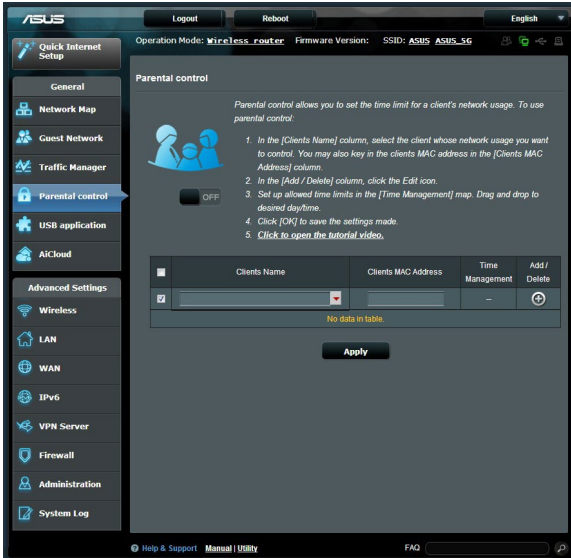 ASUS
Logout
Reboot
English
Quick Internet
Setup
Operation Mode: Wireless router Firmware Version: SSID: ASUS ASUS_5G
General
Network Map
Guest Network
Traffic Manager
Parental control
USB application
AiCloud
Advanced Settings
Wireless
LAN
WAN
IPv6
VPN Server
Firewall
Administration
System Log
Parental control
Parental control allows you to set the time limit for a client's network usage. To use
parental control:
1. In the [Clients Name] column, select the client whose network usage you want
to control. You may also key in the clients MAC address in the [Clients MAC
Address] column.
2. In the [Add / Delete] column, click the Edit icon.
3. Set up allowed time limits in the [Time Management] map. Drag and drop to
desired day/time.
4. Click [OK] to save the settings made.
5. Click to open the tutorial video.
OFF
Clients Name
Clients MAC Address
Time
Management
Add /
Delete
–
No data in table.
Apply
Help & Support Manual | Utility
FAQ